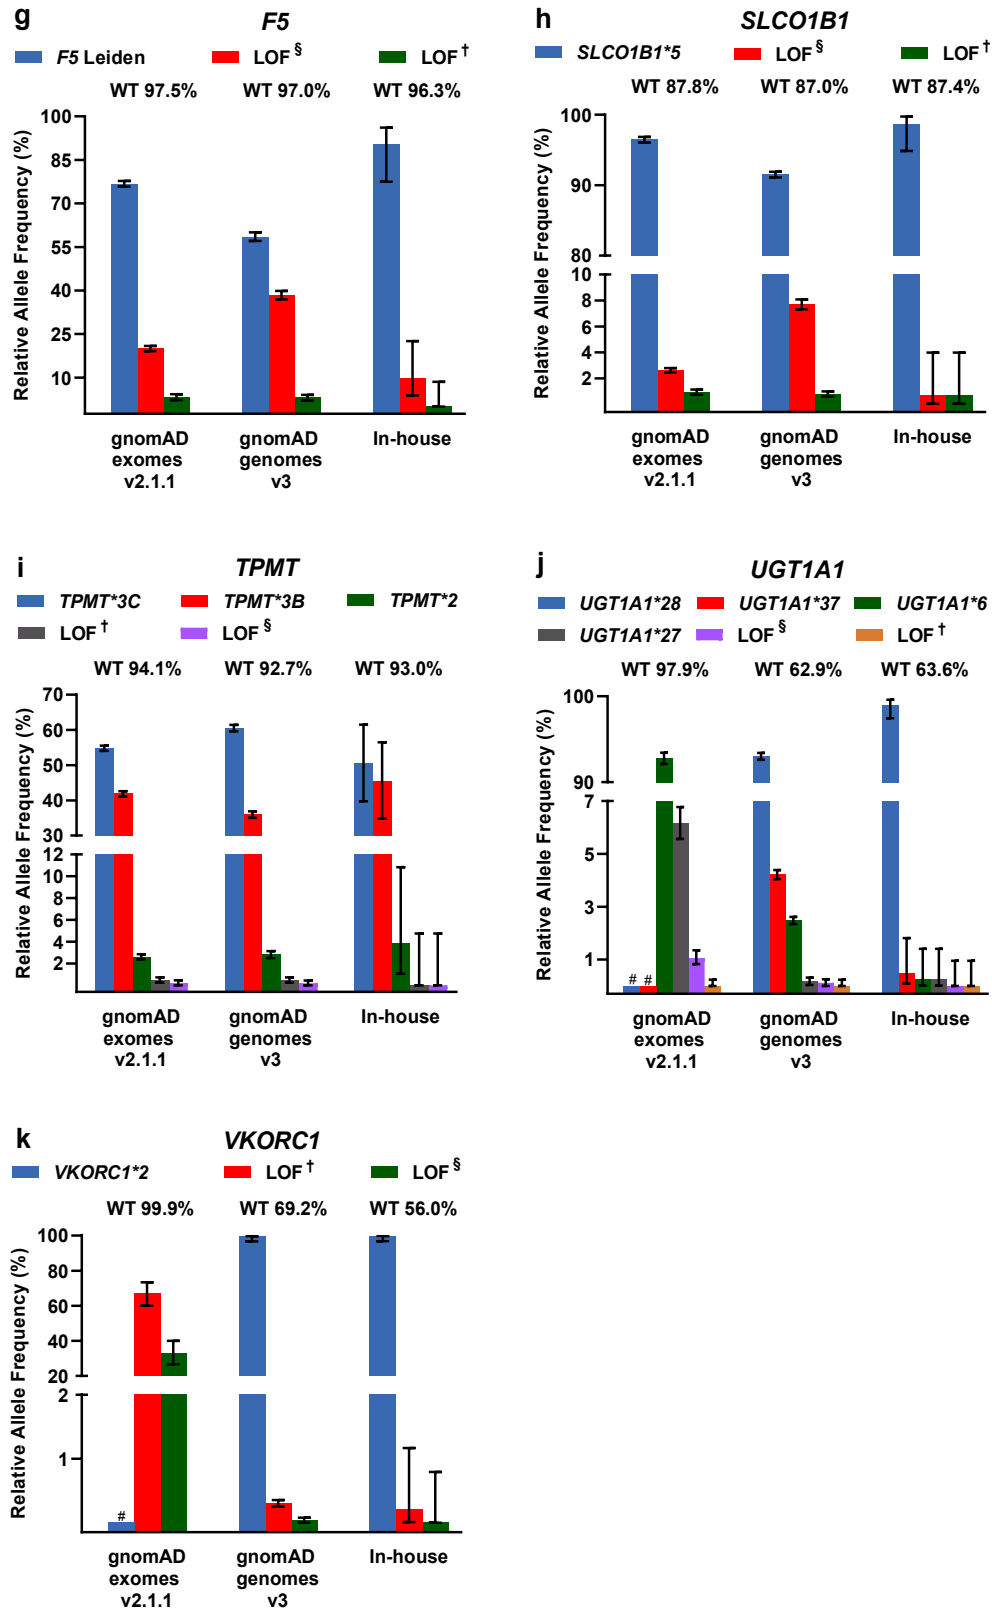 g
F5
F5 Leiden LOF§ LOF†
WT 97.5% WT 97.0% WT 96.3%
Relative Allele Frequency (%)
100
85
70
55
40
25
10
gnomAD exomes v2.1.1
gnomAD genomes v3
In-house
h
SLCO1B1
SLCO1B1*5 LOF§ LOF†
WT 87.8% WT 87.0% WT 87.4%
Relative Allele Frequency (%)
100
90
80
10
8
6
4
2
gnomAD exomes v2.1.1
gnomAD genomes v3
In-house
i
TPMT
TPMT*3C TPMT*3B TPMT*2
LOF† LOF§
WT 94.1% WT 92.7% WT 93.0%
Relative Allele Frequency (%)
70
60
50
40
30
12
10
8
6
4
2
gnomAD exomes v2.1.1
gnomAD genomes v3
In-house
j
UGT1A1
UGT1A1*28 UGT1A1*37 UGT1A1*6
UGT1A1*27 LOF§ LOF†
WT 97.9% WT 62.9% WT 63.6%
Relative Allele Frequency (%)
100
90
7
5
3
1
# #
gnomAD exomes v2.1.1
gnomAD genomes v3
In-house
k
VKORC1
VKORC1*2 LOF† LOF§
WT 99.9% WT 69.2% WT 56.0%
Relative Allele Frequency (%)
100
80
60
40
20
2
1
#
gnomAD exomes v2.1.1
gnomAD genomes v3
In-house